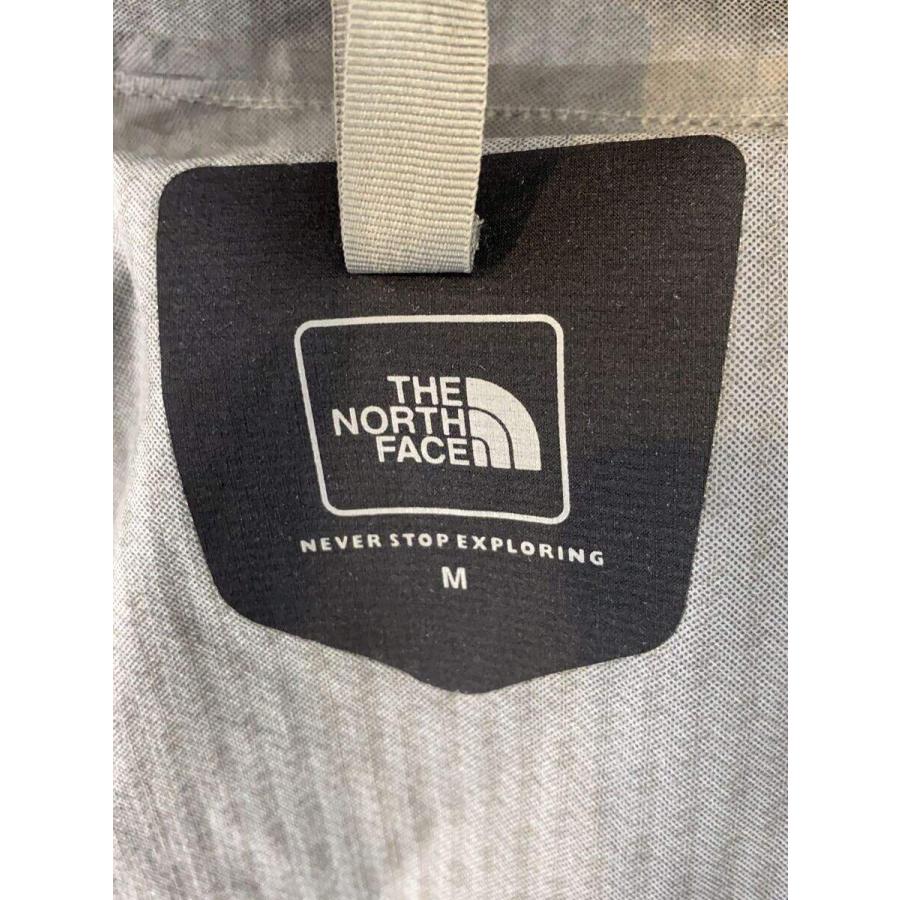 THE
NORTH
FACE
NEVER STOP EXPLORING
M